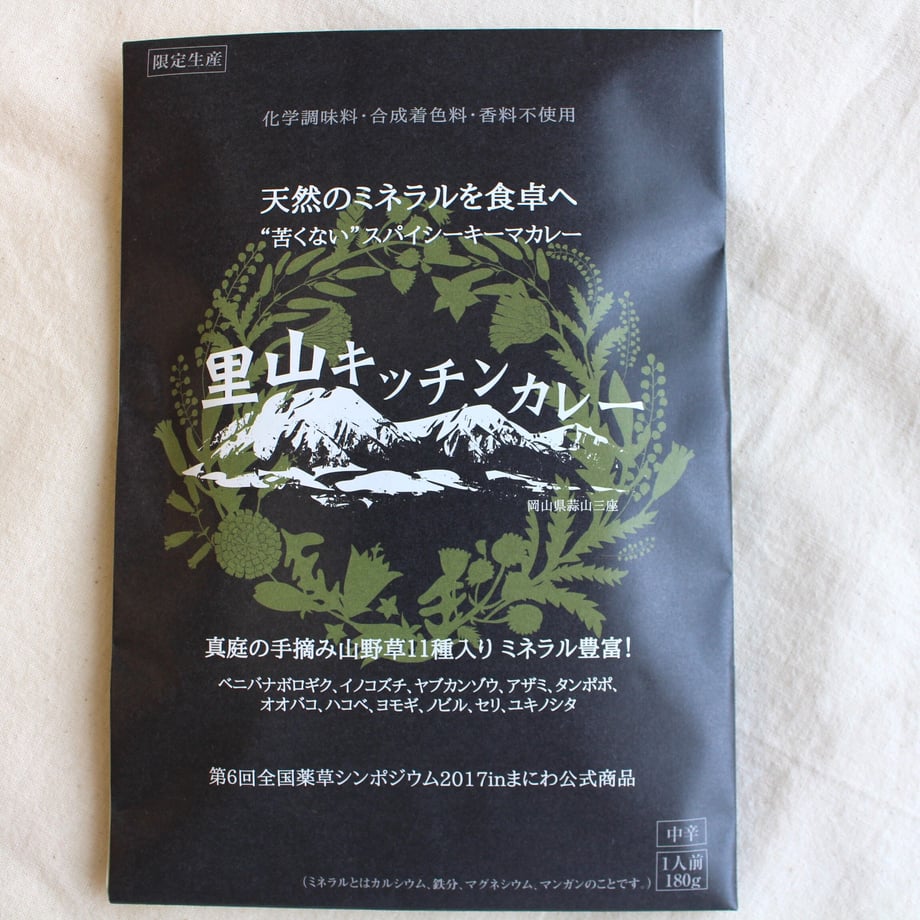 限定生産
化学調味料・合成着色料・香料不使用
天然のミネラルを食卓へ
“苦くない”スパイシーキーマカレー
里山キッチンカレー
岡山県蒜山三座
真庭の手摘み山野草11種入り ミネラル豊富！
ベニバナボロギク、イノコズチ、ヤブカンゾウ、アザミ、タンポポ、
オオバコ、ハコベ、ヨモギ、ノビル、セリ、ユキノシタ
第6回全国薬草シンポジウム2017inまにわ公式商品
中辛
1人前
180g
（ミネラルとはカルシウム、鉄分、マグネシウム、マンガンのことです。）